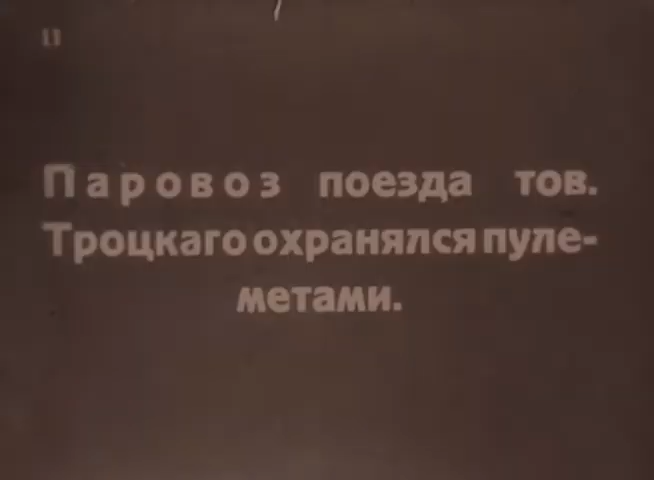 Паровоз поезда тов.
Троцкаго охранялся пуле-
метами.